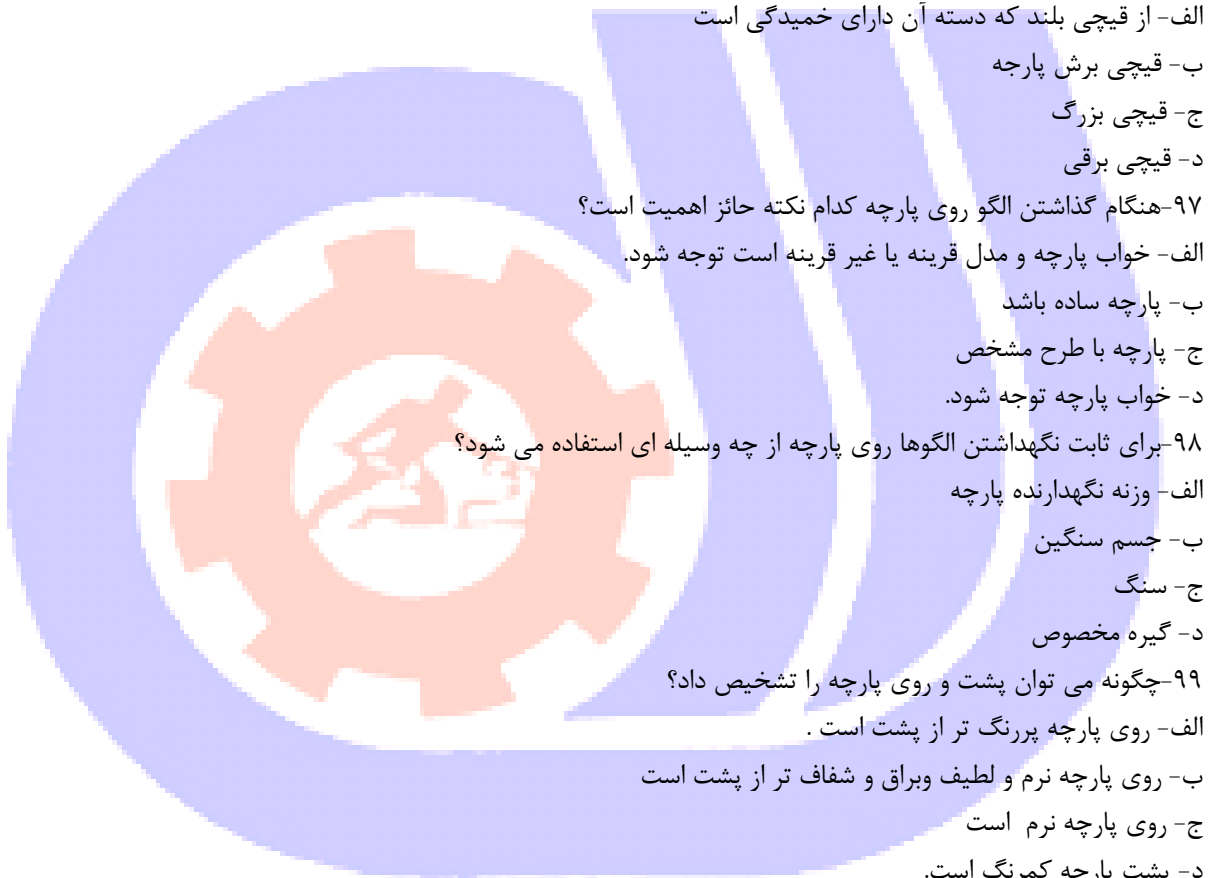 الف- از قیچی بلند که دسته آن دارای خمیدگی است
ب- قیچی برش پارجه
ج- قیچی بزرگ
د- قیچی برقی
۹۷-هنگام گذاشتن الگو روی پارچه کدام نکته حائز اهمیت است؟
الف- خواب پارچه و مدل قرینه یا غیر قرینه است توجه شود.
ب- پارچه ساده باشد
ج- پارچه با طرح مشخص
د- خواب پارچه توجه شود.
۹۸-برای ثابت نگهداشتن الگوها روی پارچه از چه وسیله ای استفاده می شود؟
الف- وزنه نگهدارنده پارچه
ب- جسم سنگین
ج- سنگ
د- گیره مخصوص
۹۹-چگونه می توان پشت و روی پارچه را تشخیص داد؟
الف- روی پارچه پررنگ تر از پشت است .
ب- روی پارچه نرم و لطیف وبراق و شفاف تر از پشت است
ج- روی پارچه نرم است
د- پشت پارچه کمرنگ است.